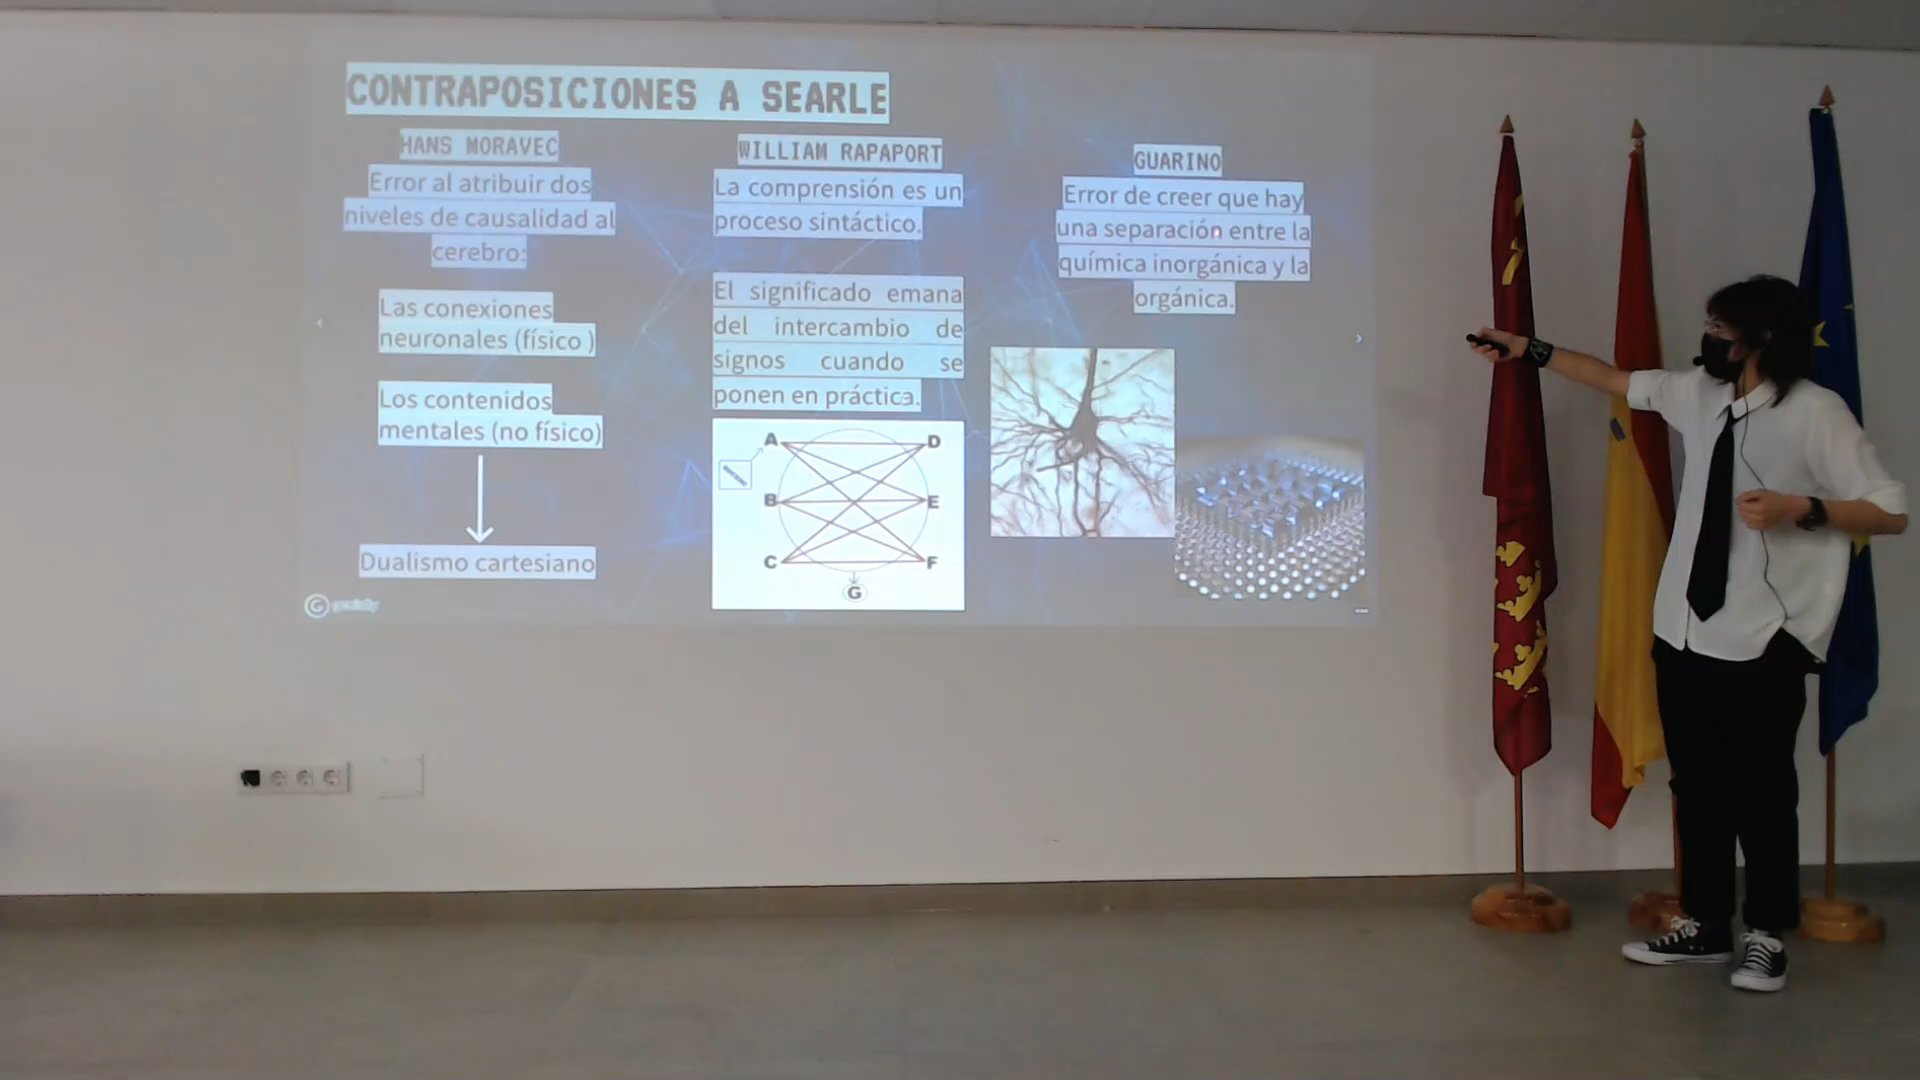 CONTRAPOSICIONES A SEARLE
HANS MORAVEC
Error al atribuir dos
niveles de causalidad al
cerebro:
Las conexiones
neuronales (físico )
Los contenidos
mentales (no físico)
Dualismo cartesiano
WILLIAM RAPAPORT
La comprensión es un
proceso sintáctico.
El significado emana
del intercambio de
signos cuando se
ponen en práctica.
A
D
B
E
C
F
G
GUARINO
Error de creer que hay
una separación entre la
química inorgánica y la
orgánica.
G genially